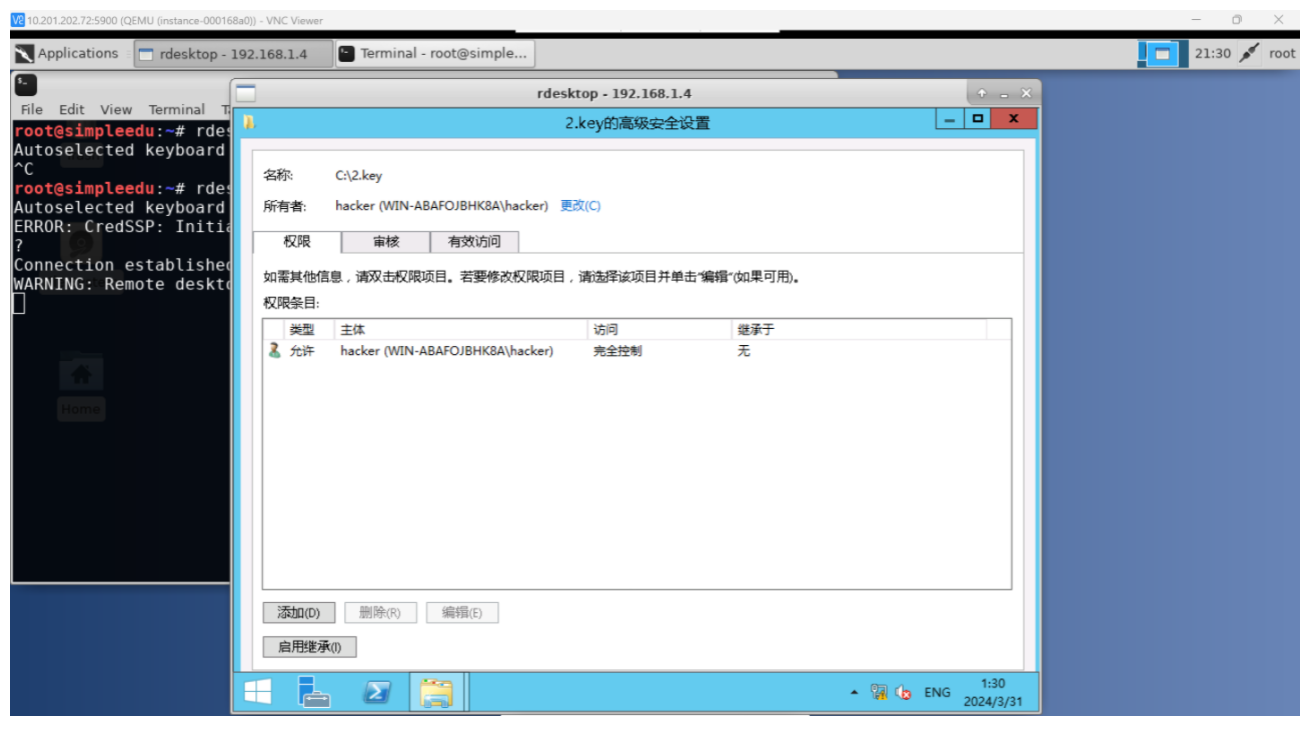 10.201.202.72:5900 (QEMU (instance-000168a0)) - VNC Viewer
Applications
rdesktop - 192.168.1.4
Terminal - root@simple...
21:30
root
File Edit View Terminal
rdesktop - 192.168.1.4
2.key的高级安全设置
root@simpleedu:~# rdes
Autoselected keyboard
^C
root@simpleedu:~# rdes
Autoselected keyboard
ERROR: CredSSP: Initia
?
Connection established
WARNING: Remote deskto
Home
名称: C:\2.key
所有者: hacker (WIN-ABAFOJBHK8A\hacker) 更改(C)
权限 审核 有效访问
如需其他信息，请双击权限项目。若要修改权限项目，请选择该项目并单击“编辑”(如果可用)。
权限条目:
类型 主体 访问 继承于
允许 hacker (WIN-ABAFOJBHK8A\hacker) 完全控制 无
添加(D) 删除(R) 编辑(E)
启用继承(I)
ENG
1:30
2024/3/31